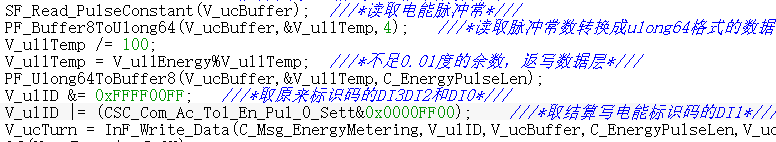 SF_Read_PulseConstant(V_ucBuffer); ///*读取电能脉冲常*///
PF_Buffer8ToUlong64(V_ucBuffer,&V_ullTemp,4); ///*读取脉冲常数转换成ulong64格式的数据
V_ullTemp /= 100;
V_ullTemp = V_ullEnergy%V_ullTemp; ///*不足0.01度的余数，返写数据层*///
PF_Ulong64ToBuffer8(V_ucBuffer,&V_ullTemp,C_EnergyPulseLen);
V_ulID &= 0xFFFF00FF; ///*取原来标识码的DI3DI2和DI0*///
V_ulID |= (CSC_Com_Ac_Tol_En_Pul_0_Sett&0x0000FF00); ///*取结算写电能标识码的DI1*///
V_ucTurn = InF_Write_Data(C_Msg_EnergyMetering,V_ulID,V_ucBuffer,C_EnergyPulseLen,V_uc